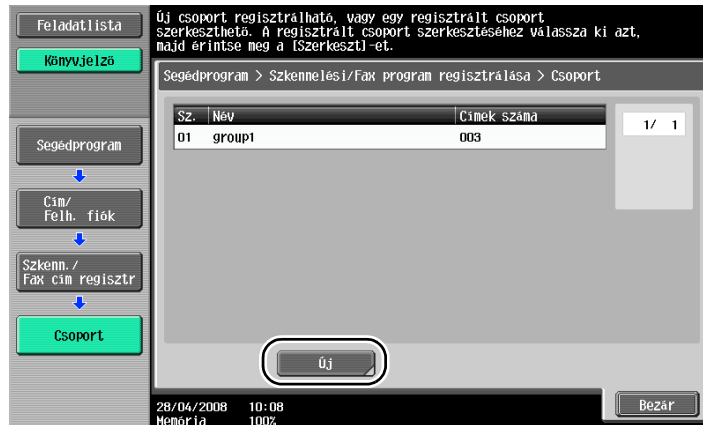 Feladatlista
Könyvjelző
Új csoport regisztrálható, vagy egy regisztrált csoport
szerkeszthető. A regisztrált csoport szerkesztéséhez válassza ki azt,
majd érintse meg a [Szerkeszt]-et.
Segédprogram > Szkennelési/Fax program regisztrálása > Csoport
Sz. Név Címek száma
01 group1 003
1/ 1
Segédprogram
Cím/
Felh. fiók
Szkenn./
Fax cím regisztr
Csoport
Új
28/04/2008 10:08
Memória 100%
Bezár